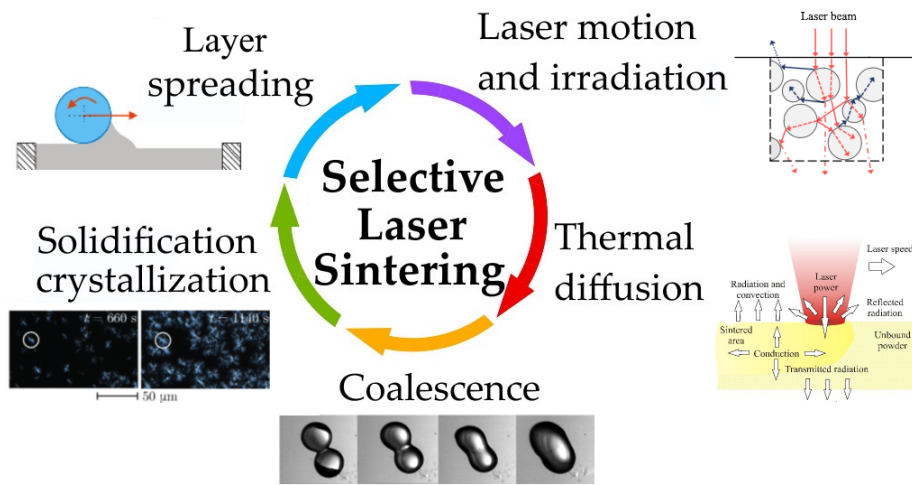 Layer
spreading
Laser motion
and irradiation
Laser beam
Selective
Laser
Sintering
Solidification
crystallization
t = 660 s
t = 1140 s
50 µm
Thermal
diffusion
Laser speed
Laser
power
Radiation and
convection
Reflected
radiation
Sintered
area
Unbound
powder
Conduction
Transmitted radiation
Coalescence